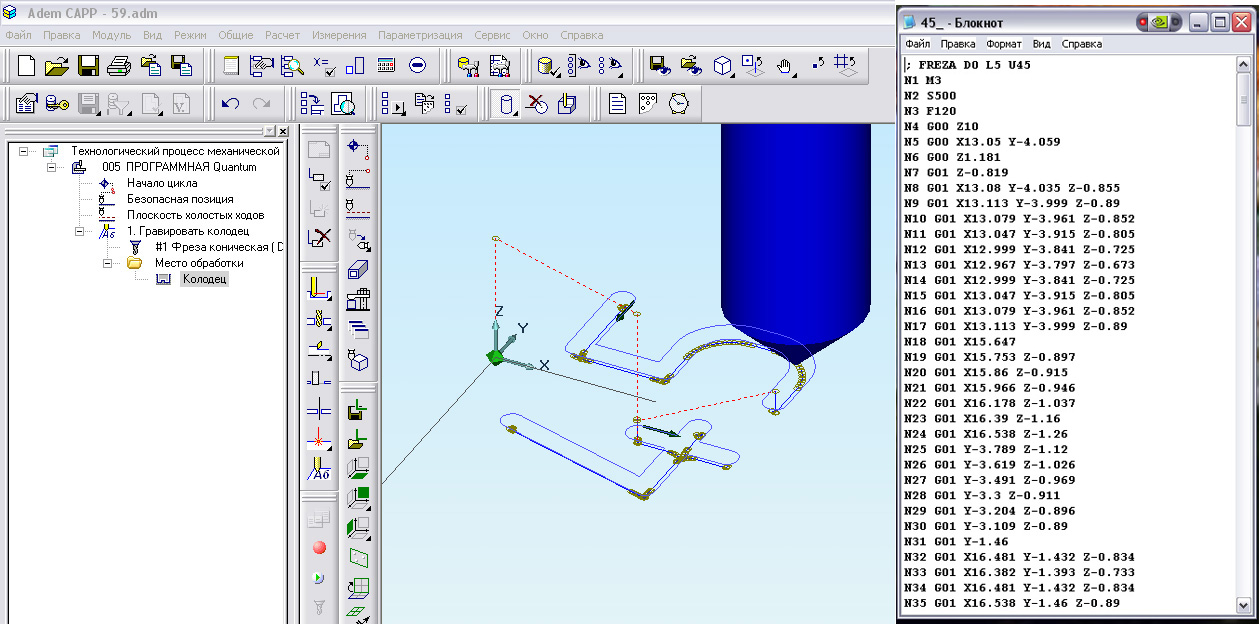 Adem CAPP - 59.adm
Файл Правка Модуль Вид Режим Общие Расчет Измерения Параметризация Сервис Окно Справка
Технологический процесс механической
005 ПРОГРАММНАЯ Quantum
Начало цикла
Безопасная позиция
Плоскость холостых ходов
1. Гравировать колодец
#1 Фреза коническая ( D
Место обработки
Колодец
Z
Y
X
45_ - Блокнот
Файл Правка Формат Вид Справка
; FREZA DO L5 U45
N1 M3
N2 S500
N3 F120
N4 G00 Z10
N5 G00 X13.05 Y-4.059
N6 G00 Z1.181
N7 G01 Z-0.819
N8 G01 X13.08 Y-4.035 Z-0.855
N9 G01 X13.113 Y-3.999 Z-0.89
N10 G01 X13.079 Y-3.961 Z-0.852
N11 G01 X13.047 Y-3.915 Z-0.805
N12 G01 X12.999 Y-3.841 Z-0.725
N13 G01 X12.967 Y-3.797 Z-0.673
N14 G01 X12.999 Y-3.841 Z-0.725
N15 G01 X13.047 Y-3.915 Z-0.805
N16 G01 X13.079 Y-3.961 Z-0.852
N17 G01 X13.113 Y-3.999 Z-0.89
N18 G01 X15.647
N19 G01 X15.753 Z-0.897
N20 G01 X15.86 Z-0.915
N21 G01 X15.966 Z-0.946
N22 G01 X16.178 Z-1.037
N23 G01 X16.39 Z-1.16
N24 G01 X16.538 Z-1.26
N25 G01 Y-3.789 Z-1.12
N26 G01 Y-3.619 Z-1.026
N27 G01 Y-3.491 Z-0.969
N28 G01 Y-3.3 Z-0.911
N29 G01 Y-3.204 Z-0.896
N30 G01 Y-3.109 Z-0.89
N31 G01 Y-1.46
N32 G01 X16.481 Y-1.432 Z-0.834
N33 G01 X16.382 Y-1.393 Z-0.733
N34 G01 X16.481 Y-1.432 Z-0.834
N35 G01 X16.538 Y-1.46 Z-0.89